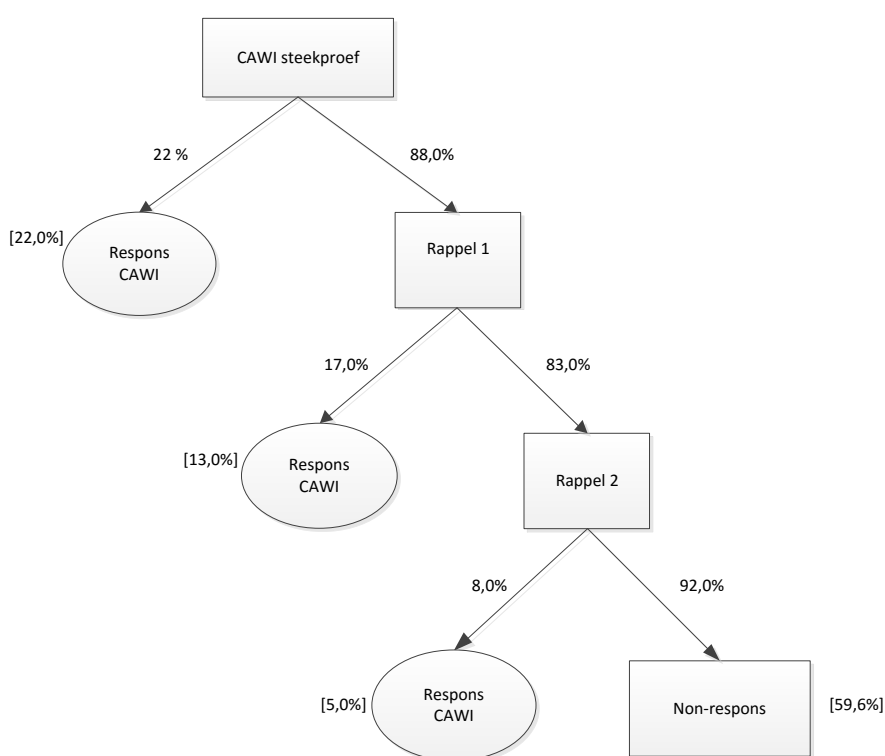 CAWI steekproef
22 %
88,0%
[22,0%]
Respons
CAWI
Rappel 1
17,0%
83,0%
[13,0%]
Respons
CAWI
Rappel 2
8,0%
92,0%
[5,0%]
Respons
CAWI
Non-respons
[59,6%]